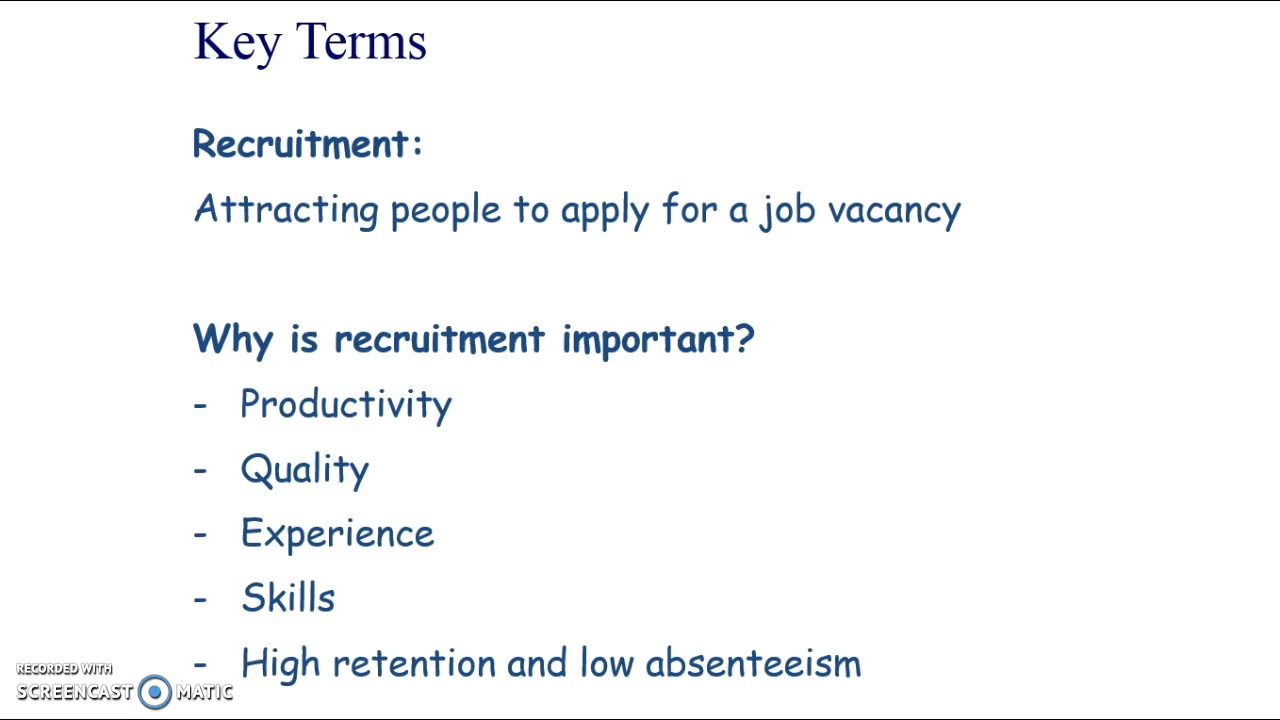 Key Terms
Recruitment:
Attracting people to apply for a job vacancy
Why is recruitment important?
- Productivity
- Quality
- Experience
- Skills
- High retention and low absenteeism
RECORDED WITH
SCREENCAST MATIC